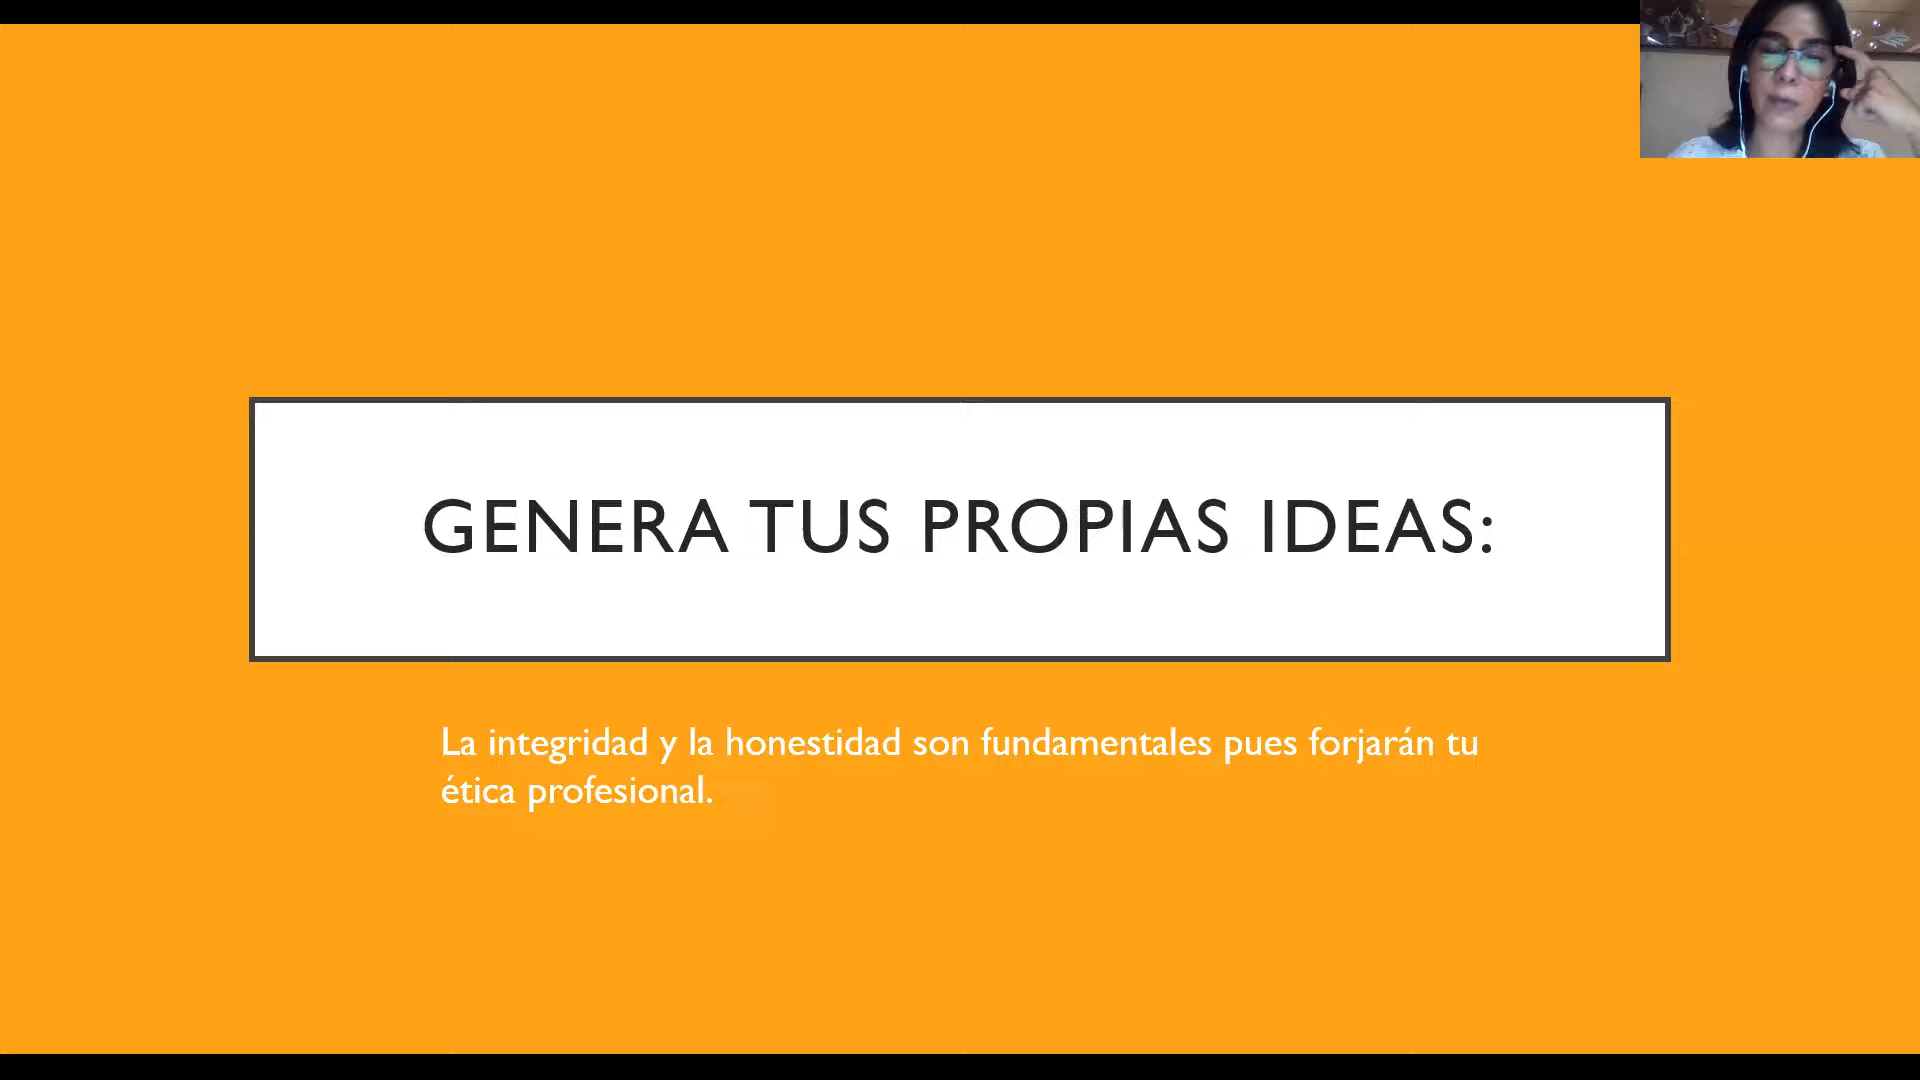 GENERA TUS PROPIAS IDEAS:
La integridad y la honestidad son fundamentales pues forjarán tu
ética profesional.